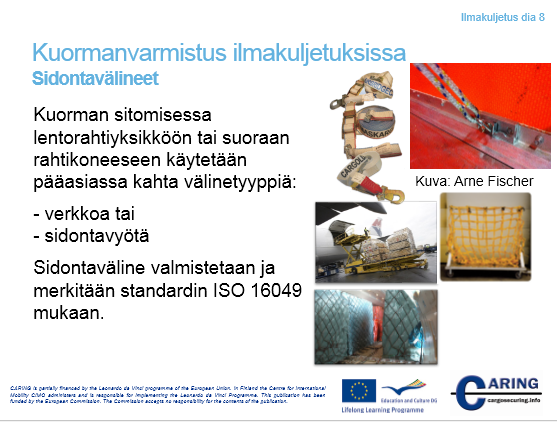 Ilmakuljetus dia 8
Kuormanvarmistus ilmakuljetuksissa
Sidontavälineet
Kuorman sitomisessa
lentorahtiyksikköön tai suoraan
rahtikoneeseen käytetään
pääasiassa kahta välinetyyppiä:
- verkkoa tai
- sidontavyötä
Sidontaväline valmistetaan ja
merkitään standardin ISO 16049
mukaan.
Kuva: Arne Fischer
CARING is partially financed by the Leonardo da Vinci programme of the European Union. In Finland the Centre for International
Mobility CIMO administers and is responsible for implementing the Leonardo da Vinci Programme. This publication has been
funded by the European Commission. The Commission accepts no responsibility for the contents of the publication.
Education and Culture DG
Lifelong Learning Programme
CARING
cargosecuring.info